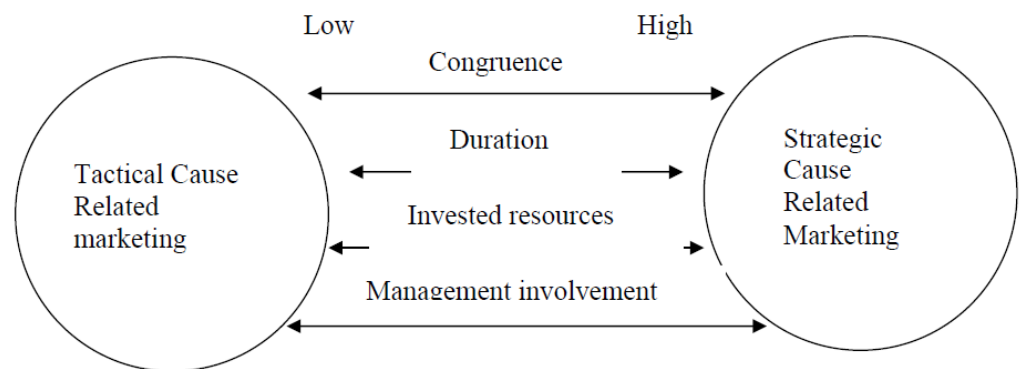 Low High
Congruence
Duration
Tactical Cause
Related
marketing
Invested resources
Management involvement
Strategic
Cause
Related
Marketing